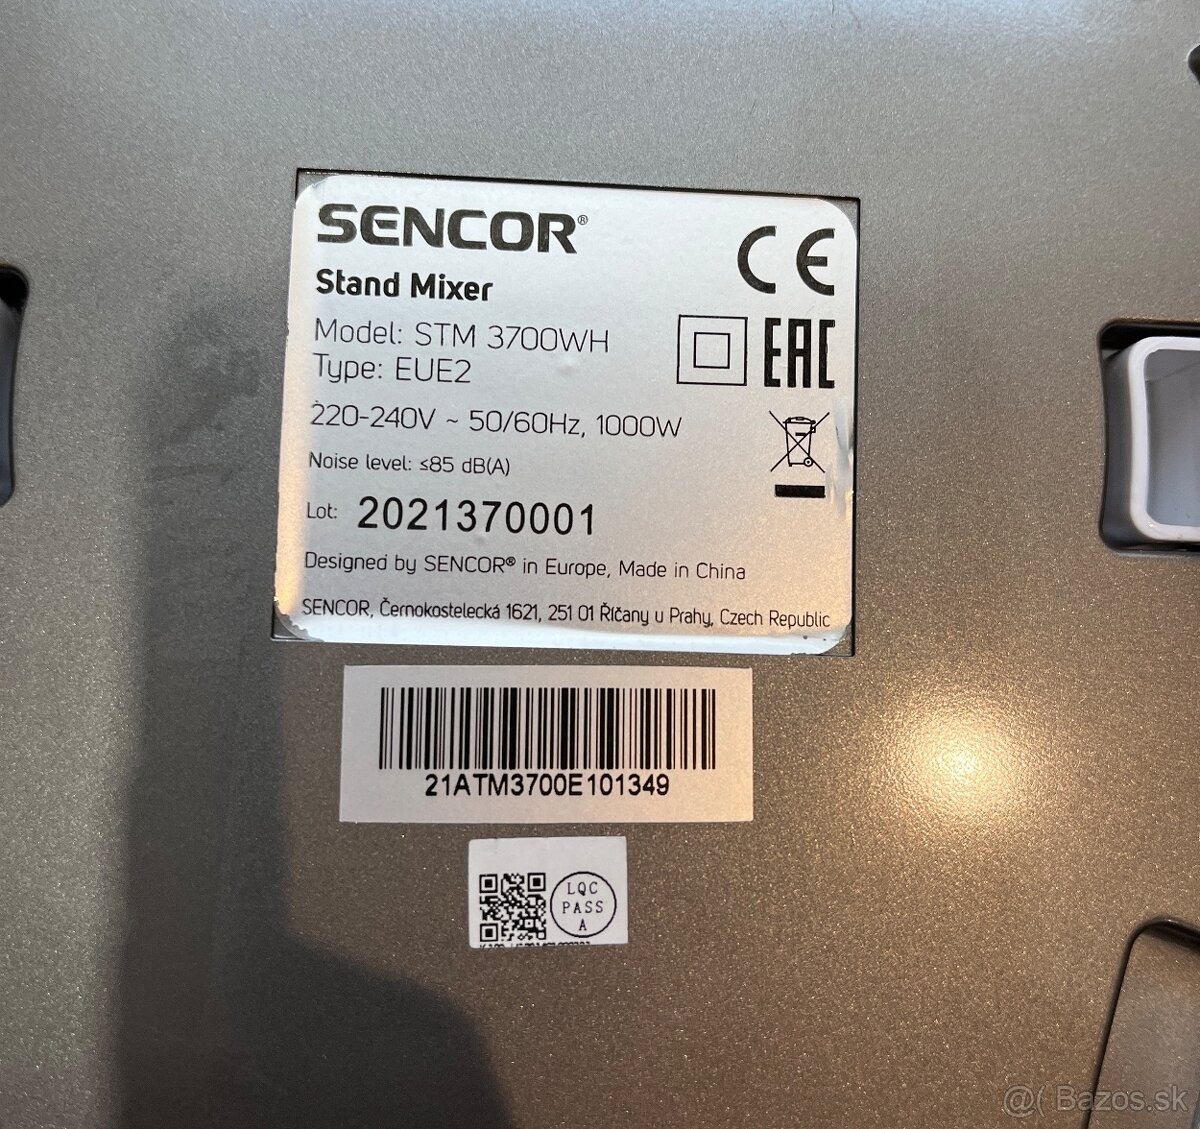 SENCOR®
Stand Mixer
Model: STM 3700WH
Type: EUE2
220-240V ~ 50/60Hz, 1000W
Noise level: ≤85 dB(A)
Lot: 2021370001
Designed by SENCOR® in Europe, Made in China
SENCOR, Černokostelecká 1621, 251 01 Říčany u Prahy, Czech Republic
CE
EAC
21ATM3700E101349
LQC
PASS
A
@( Bazos.sk